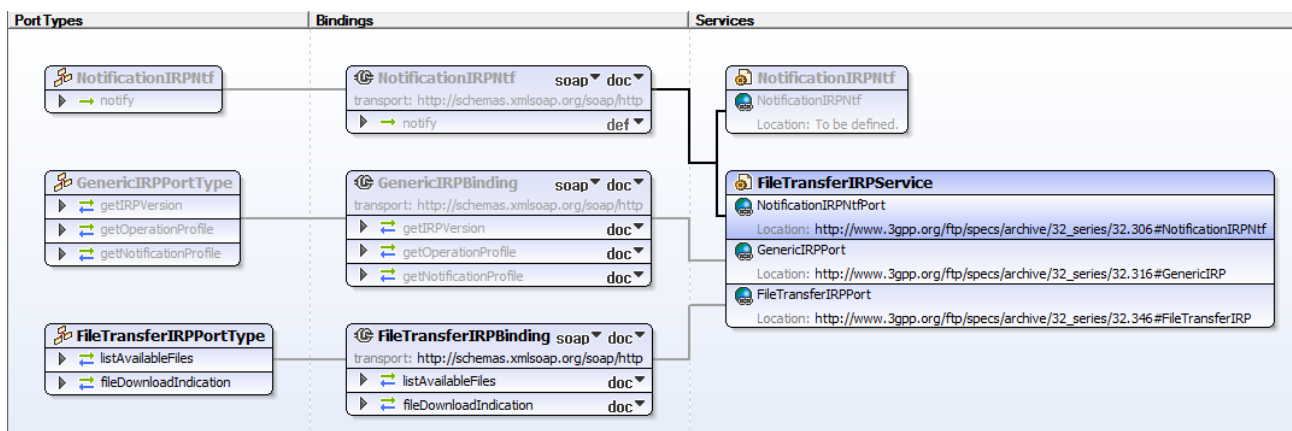 Port Types
Bindings
Services
NotificationIRPNtf
notify
NotificationIRPNtf soap doc
transport: http://schemas.xmlsoap.org/soap/http
notify def
NotificationIRPNtf
NotificationIRPNtf
Location: To be defined.
GenericIRPPortType
getIRPVersion
getOperationProfile
getNotificationProfile
GenericIRPBinding soap doc
transport: http://schemas.xmlsoap.org/soap/http
getIRPVersion doc
getOperationProfile doc
getNotificationProfile doc
FileTransferIRPService
NotificationIRPNtfPort
Location: http://www.3gpp.org/ftp/specs/archive/32_series/32.306#NotificationIRPNtf
GenericIRPPort
Location: http://www.3gpp.org/ftp/specs/archive/32_series/32.316#GenericIRP
FileTransferIRPPort
Location: http://www.3gpp.org/ftp/specs/archive/32_series/32.346#FileTransferIRP
FileTransferIRPPortType
listAvailableFiles
fileDownloadIndication
FileTransferIRPBinding soap doc
transport: http://schemas.xmlsoap.org/soap/http
listAvailableFiles doc
fileDownloadIndication doc